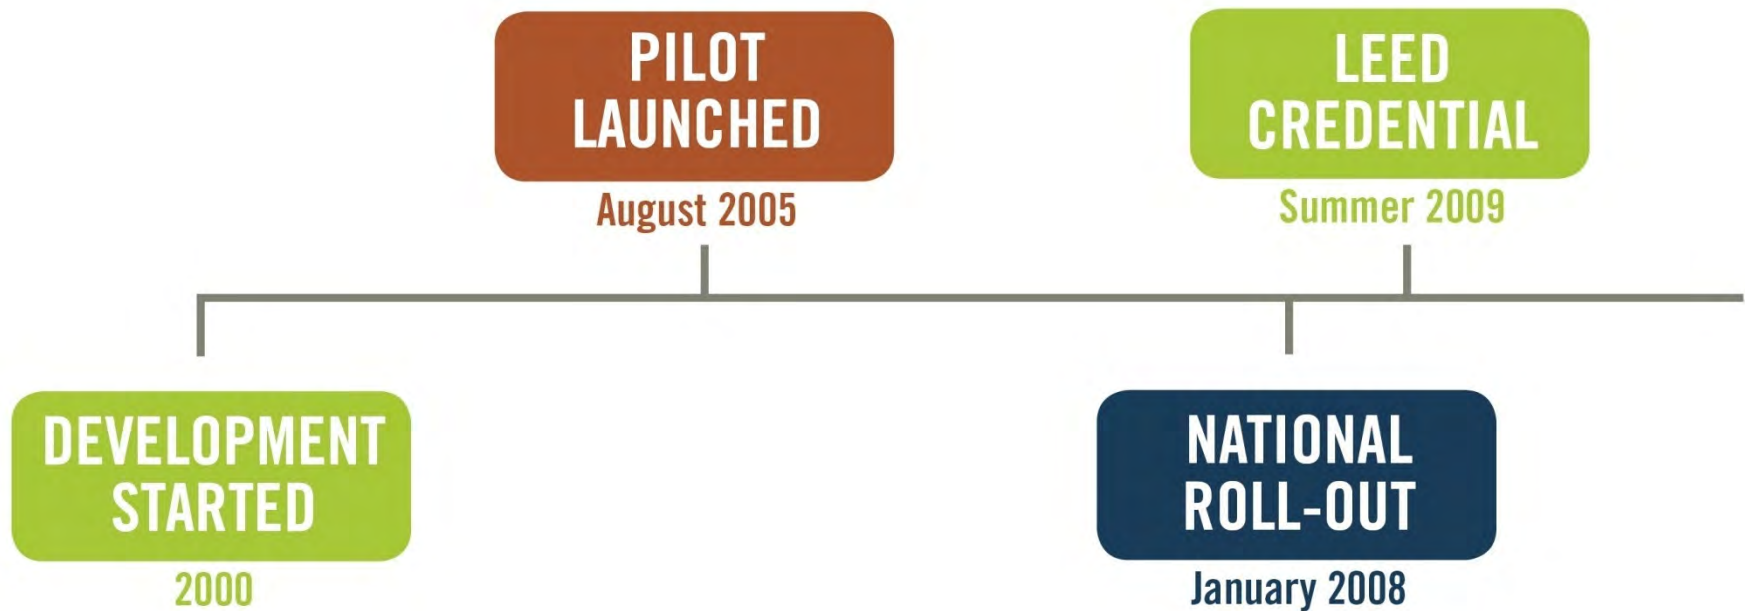 PILOT
LAUNCHED
August 2005
LEED
CREDENTIAL
Summer 2009
DEVELOPMENT
STARTED
2000
NATIONAL
ROLL-OUT
January 2008